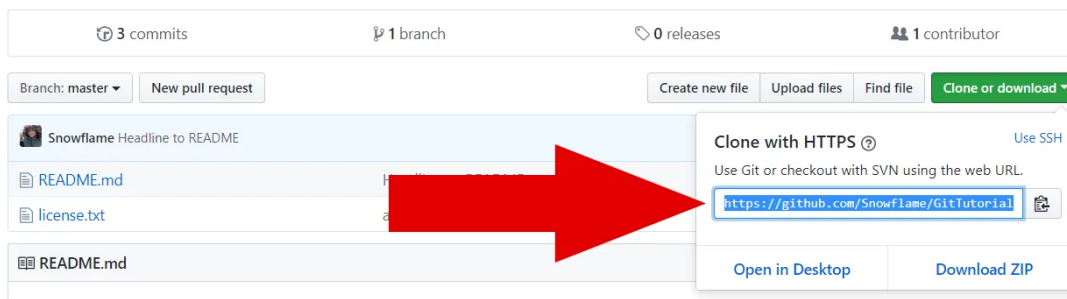 3 commits
1 branch
0 releases
1 contributor
Branch: master
New pull request
Create new file
Upload files
Find file
Clone or download
Snowflame Headline to README
Clone with HTTPS
Use SSH
Use Git or checkout with SVN using the web URL.
https://github.com/Snowflame/GitTutorial
README.md
license.txt
Open in Desktop
Download ZIP
README.md